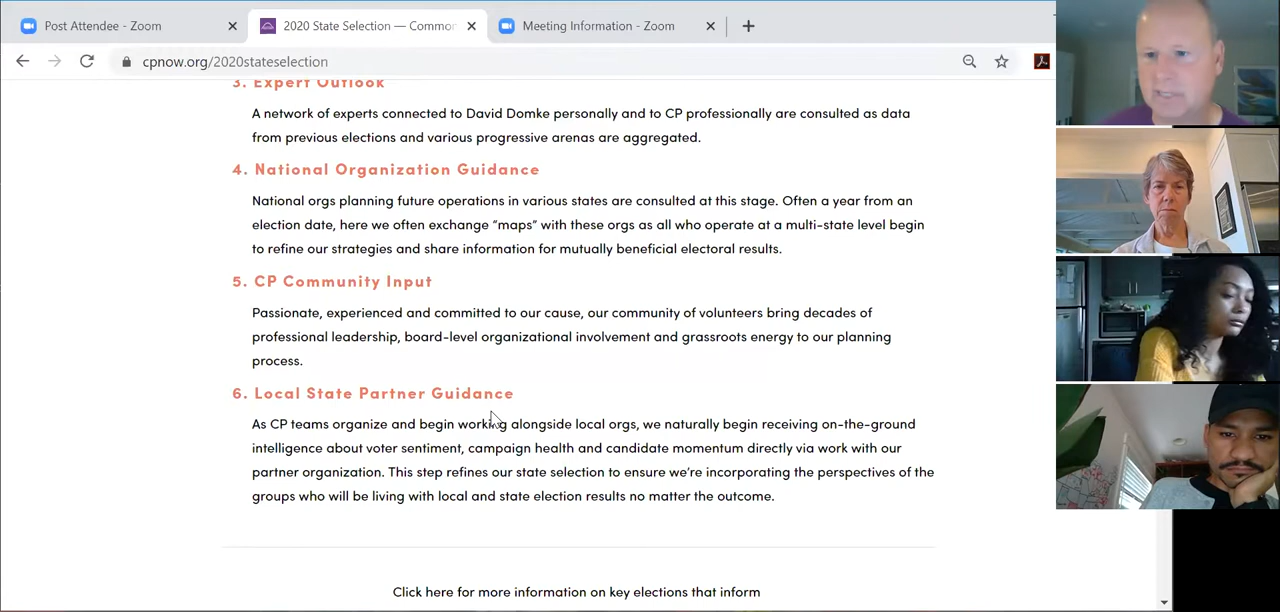 Post Attendee - Zoom
2020 State Selection — Common
Meeting Information - Zoom
cpnow.org/2020stateselection
3. Expert Outlook
A network of experts connected to David Domke personally and to CP professionally are consulted as data
from previous elections and various progressive arenas are aggregated.
4. National Organization Guidance
National orgs planning future operations in various states are consulted at this stage. Often a year from an
election date, here we often exchange “maps” with these orgs as all who operate at a multi-state level begin
to refine our strategies and share information for mutually beneficial electoral results.
5. CP Community Input
Passionate, experienced and committed to our cause, our community of volunteers bring decades of
professional leadership, board-level organizational involvement and grassroots energy to our planning
process.
6. Local State Partner Guidance
As CP teams organize and begin working alongside local orgs, we naturally begin receiving on-the-ground
intelligence about voter sentiment, campaign health and candidate momentum directly via work with our
partner organization. This step refines our state selection to ensure we’re incorporating the perspectives of the
groups who will be living with local and state election results no matter the outcome.
Click here for more information on key elections that inform